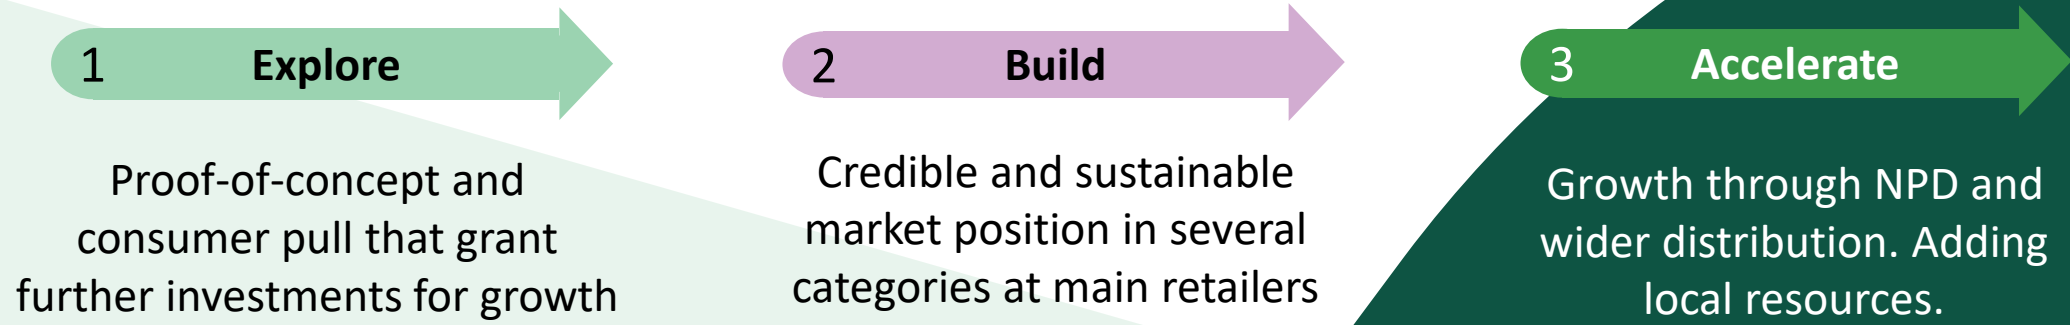 1 Explore
Proof-of-concept and
consumer pull that grant
further investments for growth
2 Build
Credible and sustainable
market position in several
categories at main retailers
3 Accelerate
Growth through NPD and
wider distribution. Adding
local resources.